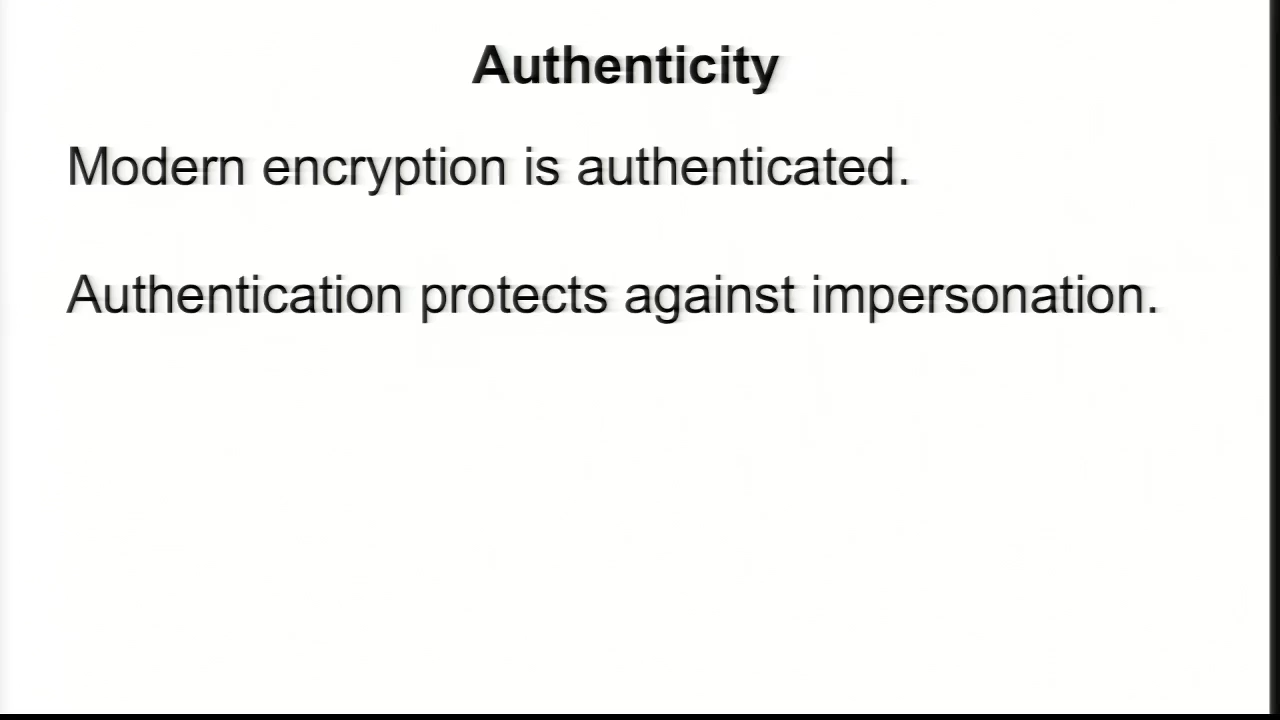 Authenticity
Modern encryption is authenticated.
Authentication protects against impersonation.